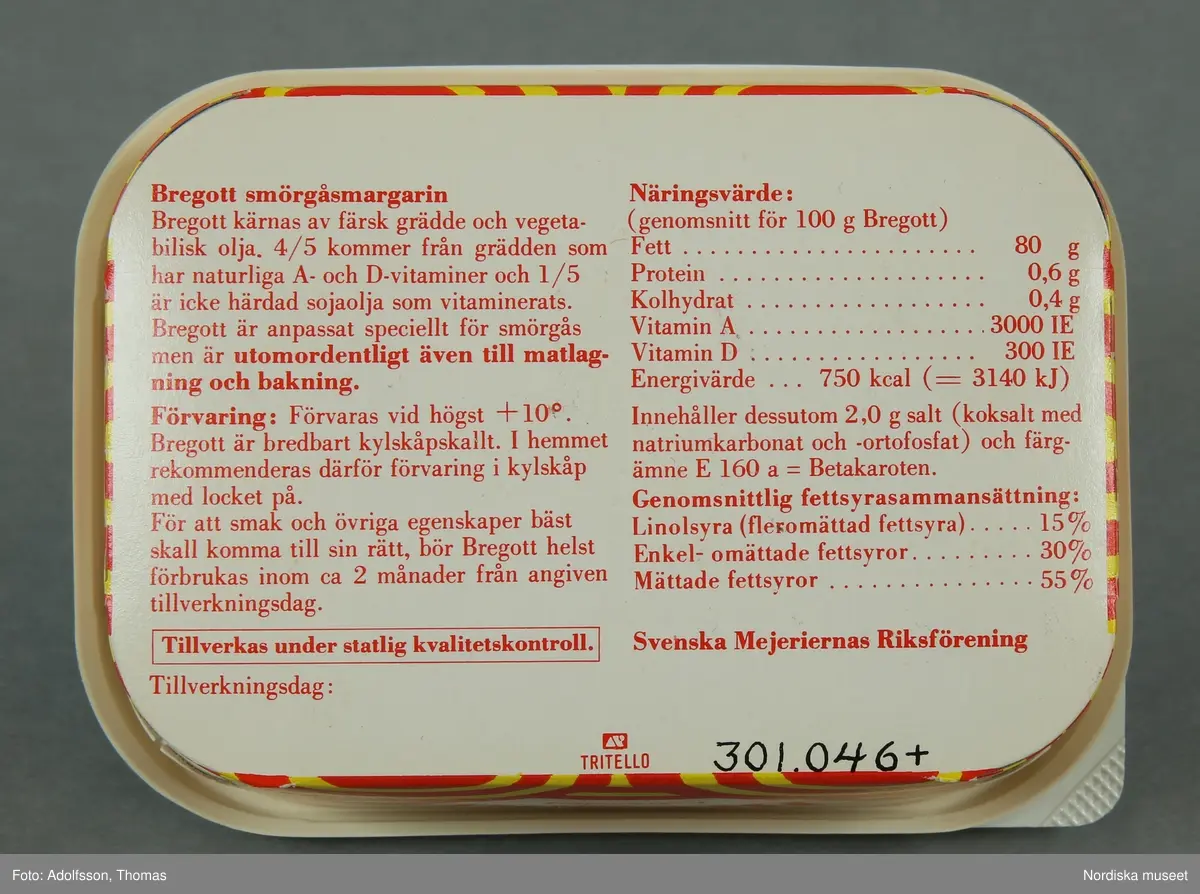 Bregott smörgåsmargarin
Bregott kärnas av färsk grädde och vegeta-
bilisk olja. 4/5 kommer från grädden som
har naturliga A- och D-vitaminer och 1/5
är icke härdad sojaolja som vitaminerats.
Bregott är anpassat speciellt för smörgås
men är utomordentligt även till matlag-
ning och bakning.
Förvaring: Förvaras vid högst +10°.
Bregott är bredbart kylskåpskallt. I hemmet
rekommenderas därför förvaring i kylskåp
med locket på.
För att smak och övriga egenskaper bäst
skall komma till sin rätt, bör Bregott helst
förbrukas inom ca 2 månader från angiven
tillverkningsdag.
Tillverkas under statlig kvalitetskontroll.
Tillverkningsdag:
Näringsvärde:
(genomsnitt för 100 g Bregott)
Fett ........................ 80 g
Protein ...................... 0,6 g
Kolhydrat .................... 0,4 g
Vitamin A .................. 3000 IE
Vitamin D ................. 300 IE
Energivärde ... 750 kcal (= 3140 kJ)
Innehåller dessutom 2,0 g salt (koksalt med
natriumkarbonat och -ortofosfat) och färg-
ämne E 160 a = Betakaroten.
Genomsnittlig fettsyrasammansättning:
Linolsyra (fleromättad fettsyra)..... 15%
Enkel- omättade fettsyror......... 30%
Mättade fettsyror ................ 55%
Svenska Mejeriernas Riksförening
TRITELLO
301.046+
Foto: Adolfsson, Thomas
Nordiska museet